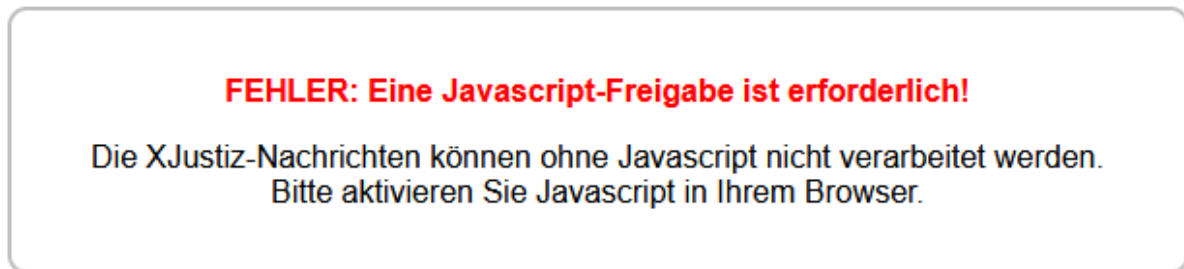 FEHLER: Eine Javascript-Freigabe ist erforderlich!
Die XJustiz-Nachrichten können ohne Javascript nicht verarbeitet werden.
Bitte aktivieren Sie Javascript in Ihrem Browser.